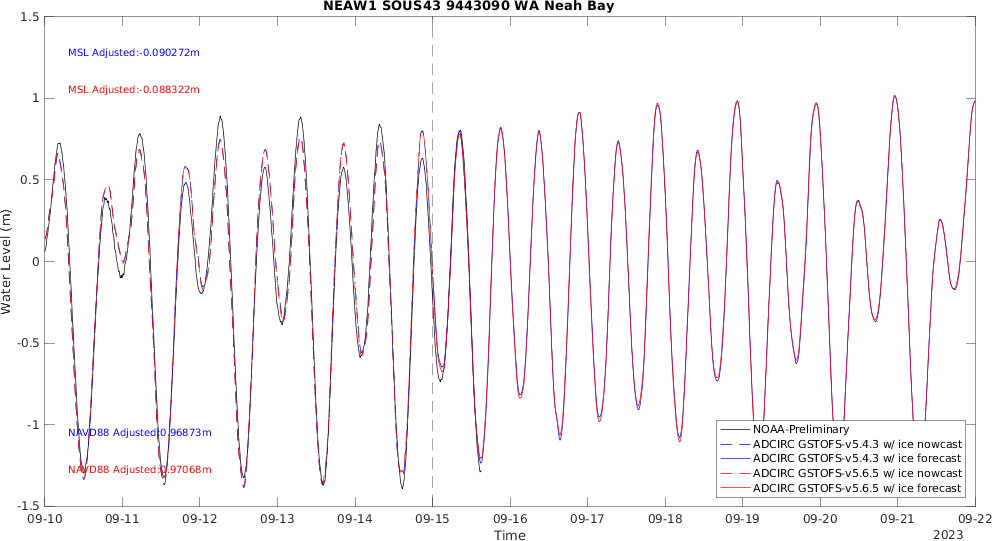 NEAW1 SOUS43 9443090 WA Neah Bay
1.5
1
0.5
0
-0.5
-1
-1.5
Water Level (m)
MSL Adjusted:-0.090272m
MSL Adjusted:-0.088322m
NAVD88 Adjusted:0.96873m
NAVD88 Adjusted:0.97068m
NOAA-Preliminary
ADCIRC GSTOFS-v5.4.3 w/ ice nowcast
ADCIRC GSTOFS-v5.4.3 w/ ice forecast
ADCIRC GSTOFS-v5.6.5 w/ ice nowcast
ADCIRC GSTOFS-v5.6.5 w/ ice forecast
09-10 09-11 09-12 09-13 09-14 09-15 09-16 09-17 09-18 09-19 09-20 09-21 09-22
Time
2023